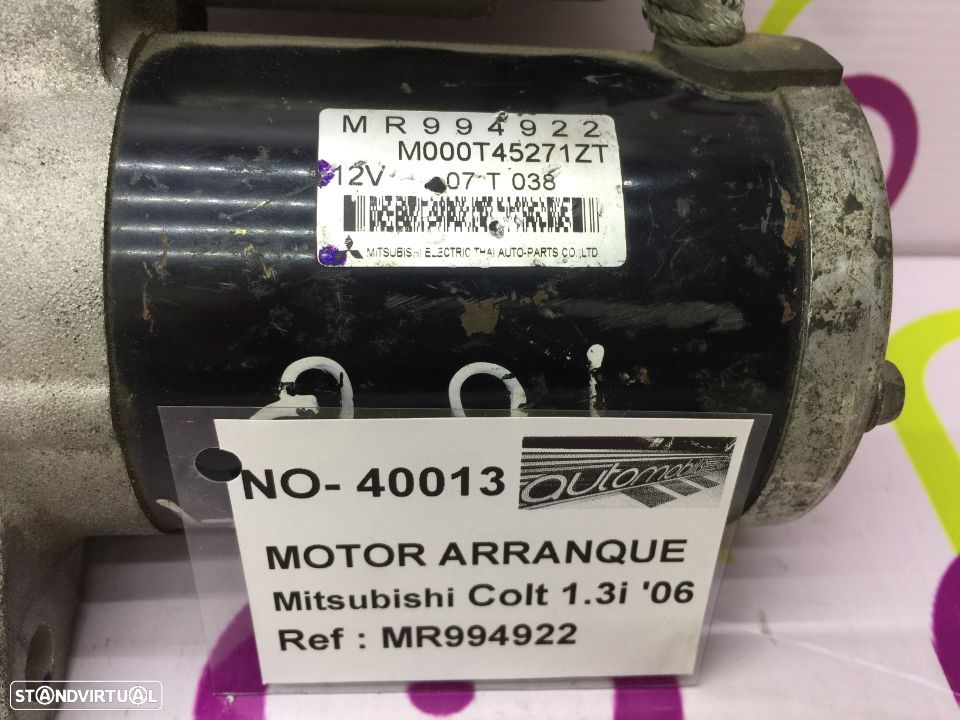 MR994922
M000T45271ZT
12V 07 T 038
MITSUBISHI ELECTRIC THAI AUTO-PARTS CO.,LTD
NO- 40013
automobile
MOTOR ARRANQUE
Mitsubishi Colt 1.3i '06
Ref : MR994922
STANDVIRTUAL